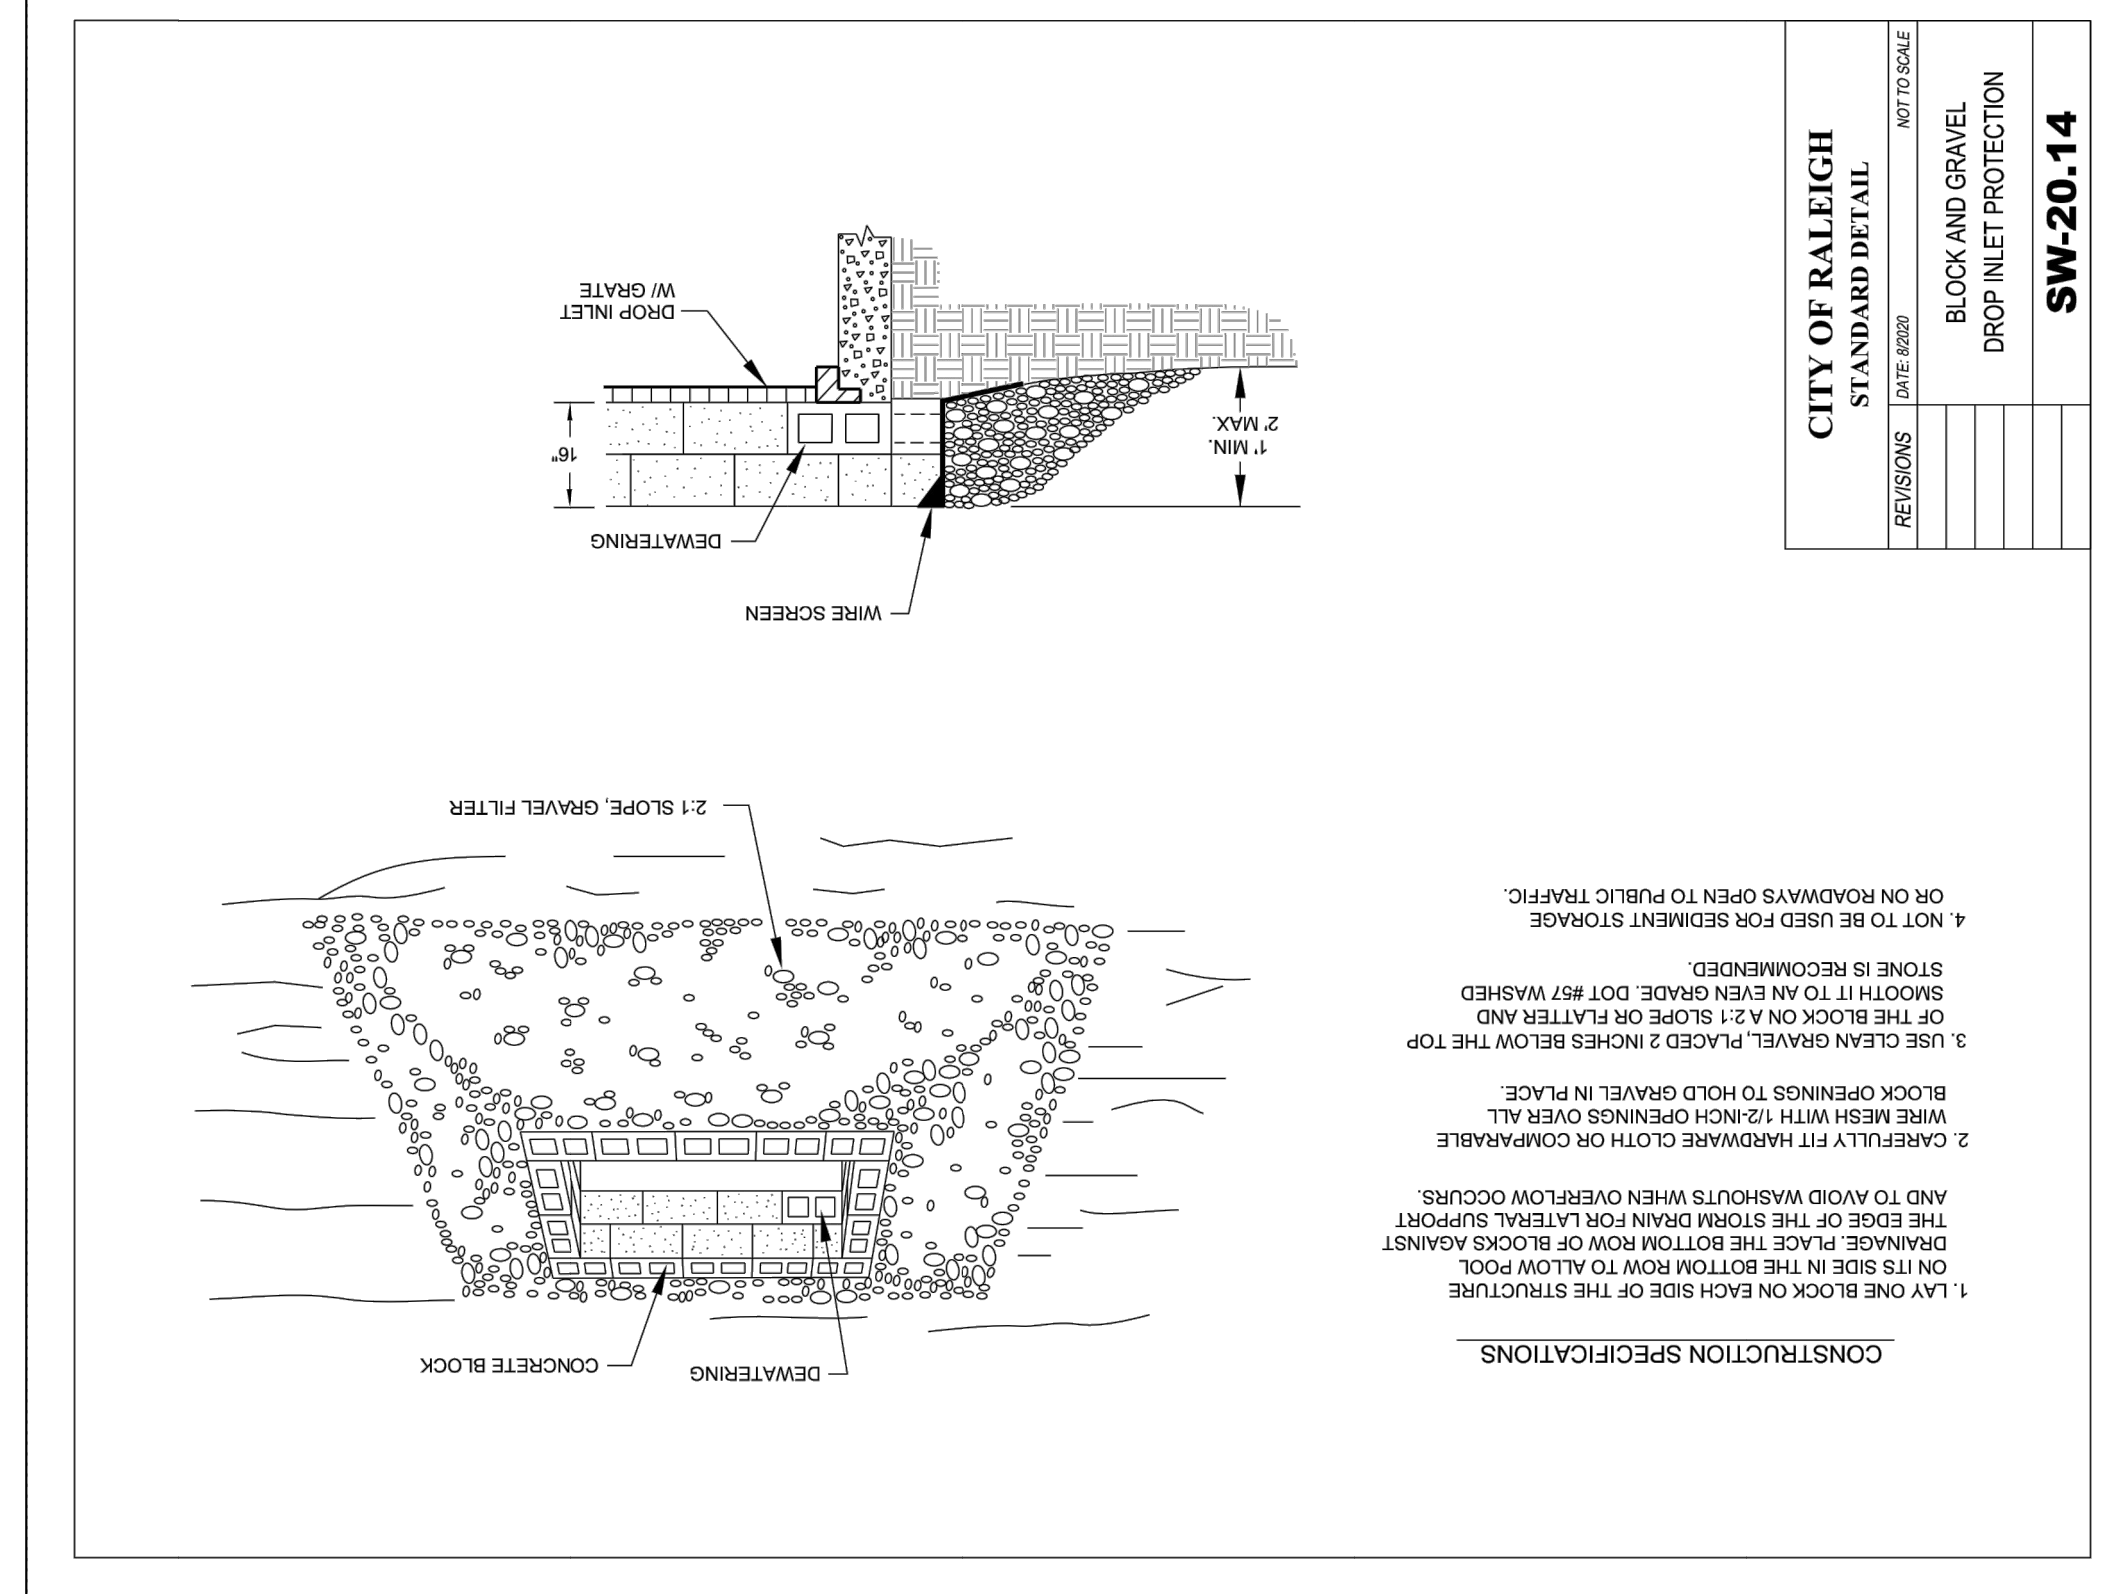 CONSTRUCTION SPECIFICATIONS
1. LAY ONE BLOCK ON EACH SIDE OF THE STRUCTURE
ON ITS SIDE IN THE BOTTOM ROW TO ALLOW POOL
DRAINAGE. PLACE THE BOTTOM ROW OF BLOCKS AGAINST
THE EDGE OF THE STORM DRAIN FOR LATERAL SUPPORT
AND TO AVOID WASHOUTS WHEN OVERFLOW OCCURS.
2. CAREFULLY FIT HARDWARE CLOTH OR COMPARABLE
WIRE MESH WITH 1/2-INCH OPENINGS OVER ALL
BLOCK OPENINGS TO HOLD GRAVEL IN PLACE.
3. USE CLEAN GRAVEL, PLACED 2 INCHES BELOW THE TOP
OF THE BLOCK ON A 2:1 SLOPE OR FLATTER AND
SMOOTH IT TO AN EVEN GRADE. DOT #57 WASHED
STONE IS RECOMMENDED.
4. NOT TO BE USED FOR SEDIMENT STORAGE
OR ON ROADWAYS OPEN TO PUBLIC TRAFFIC.
DEWATERING
CONCRETE BLOCK
2:1 SLOPE, GRAVEL FILTER
WIRE SCREEN
DEWATERING
1' MIN.
2' MAX.
16"
DROP INLET
W/ GRATE
CITY OF RALEIGH
STANDARD DETAIL
REVISIONS
DATE: 8/2020
NOT TO SCALE
BLOCK AND GRAVEL
DROP INLET PROTECTION
SW-20.14